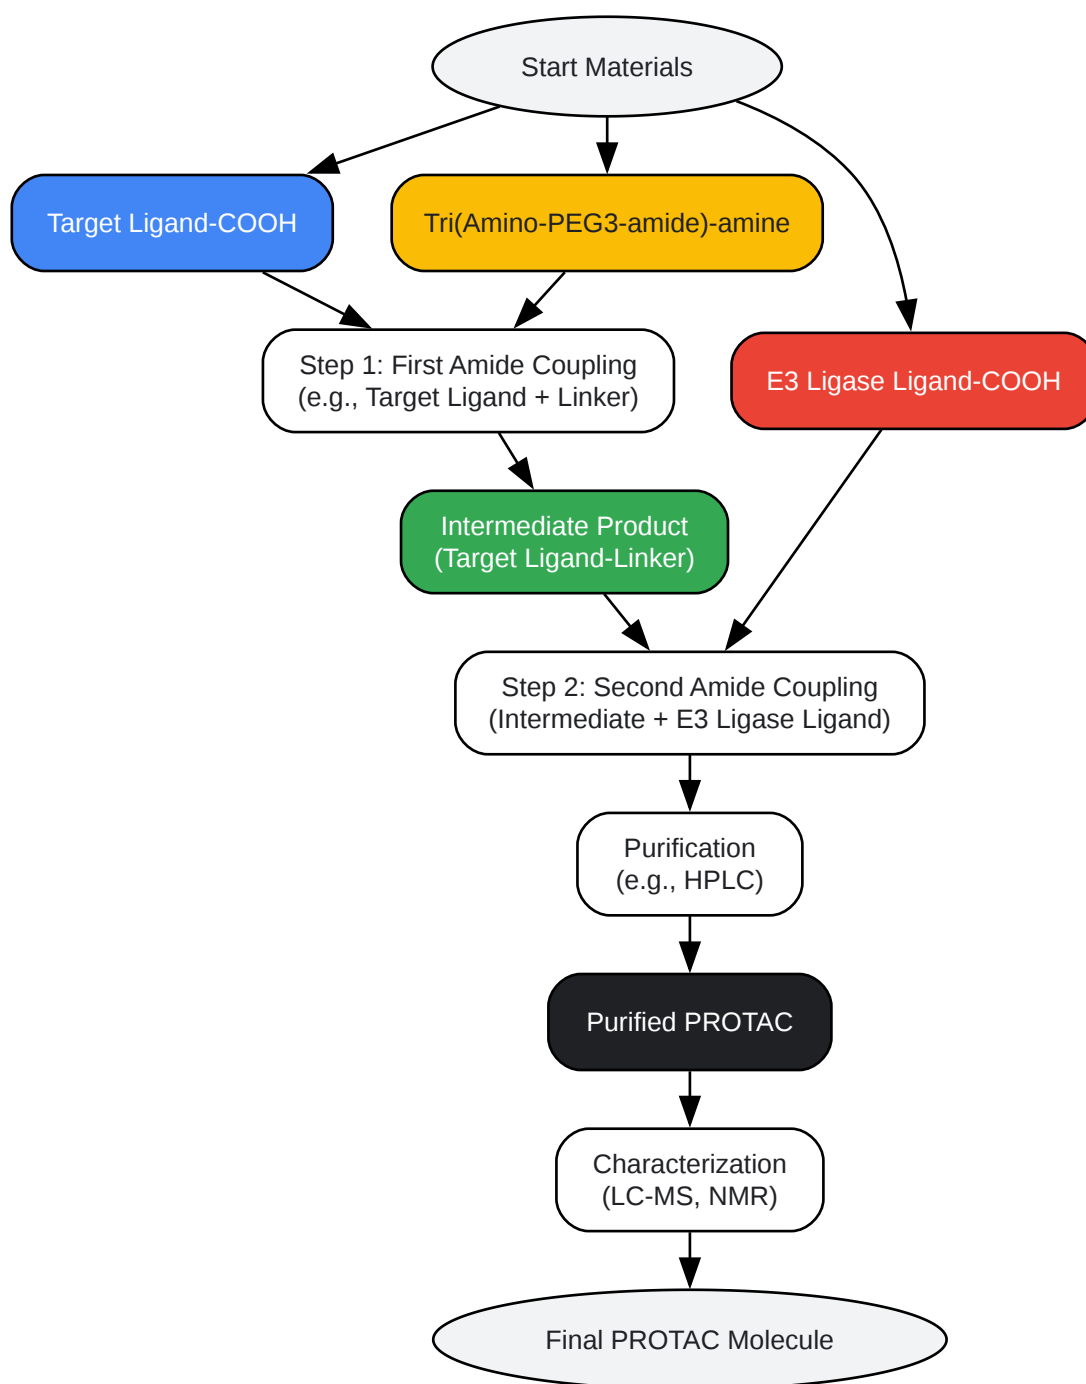 Start Materials
Target Ligand-COOH
Tri(Amino-PEG3-amide)-amine
Step 1: First Amide Coupling
(e.g., Target Ligand + Linker)
E3 Ligase Ligand-COOH
Intermediate Product
(Target Ligand-Linker)
Step 2: Second Amide Coupling
(Intermediate + E3 Ligase Ligand)
Purification
(e.g., HPLC)
Purified PROTAC
Characterization
(LC-MS, NMR)
Final PROTAC Molecule